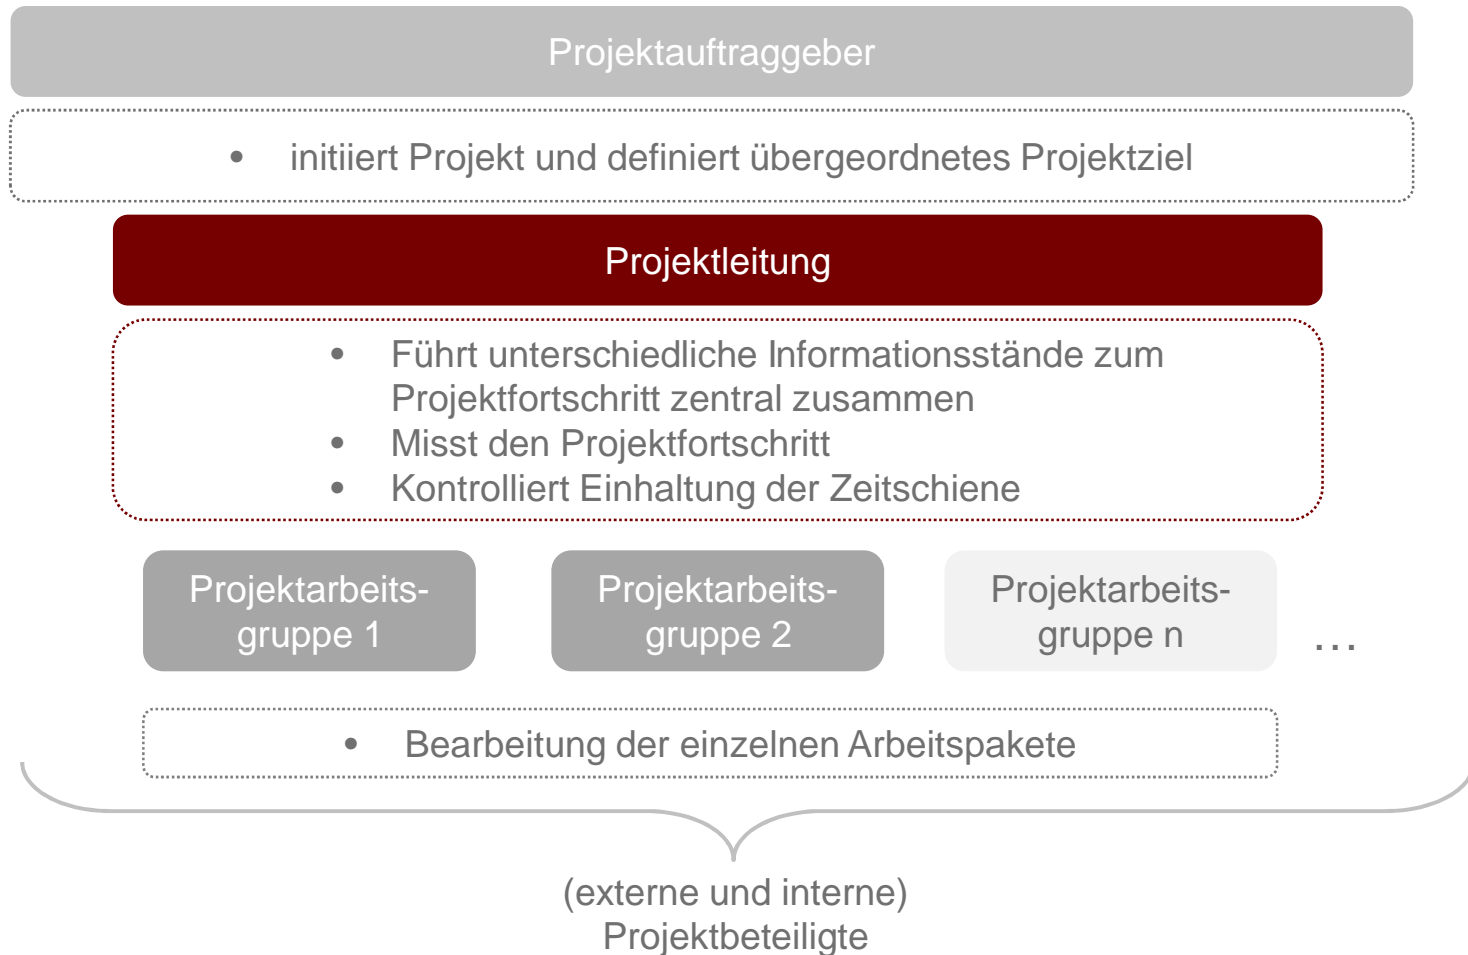 Projektauftraggeber
• initiiert Projekt und definiert übergeordnetes Projektziel
Projektleitung
• Führt unterschiedliche Informationsstände zum
Projektfortschritt zentral zusammen
• Misst den Projektfortschritt
• Kontrolliert Einhaltung der Zeitschiene
Projektarbeits-
gruppe 1
Projektarbeits-
gruppe 2
Projektarbeits-
gruppe n
...
• Bearbeitung der einzelnen Arbeitspakete
(externe und interne)
Projektbeteiligte